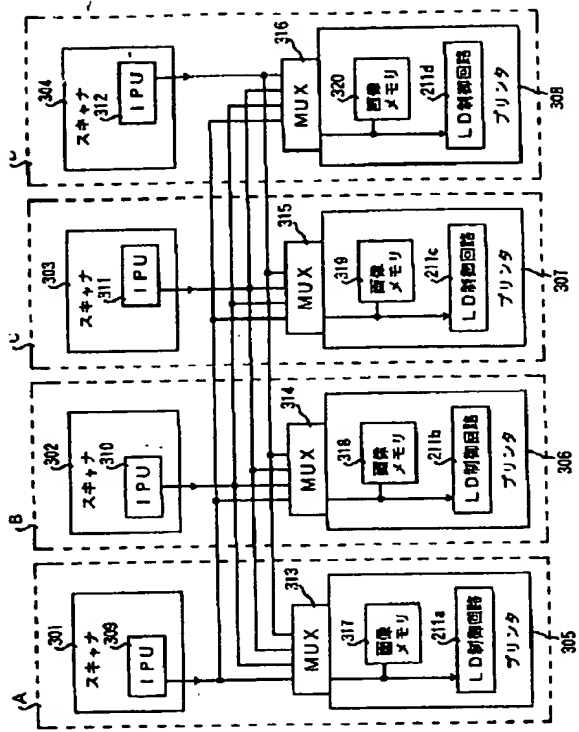 A
301
スキャナ
309
IPU
313
MUX
317
画像
メモリ
211a
LD制御回路
プリンタ
305
B
302
スキャナ
310
IPU
314
MUX
318
画像
メモリ
211b
LD制御回路
プリンタ
306
C
303
スキャナ
311
IPU
315
MUX
319
画像
メモリ
211c
LD制御回路
プリンタ
307
304
スキャナ
312
IPU
316
MUX
320
画像
メモリ
211d
LD制御回路
プリンタ
308